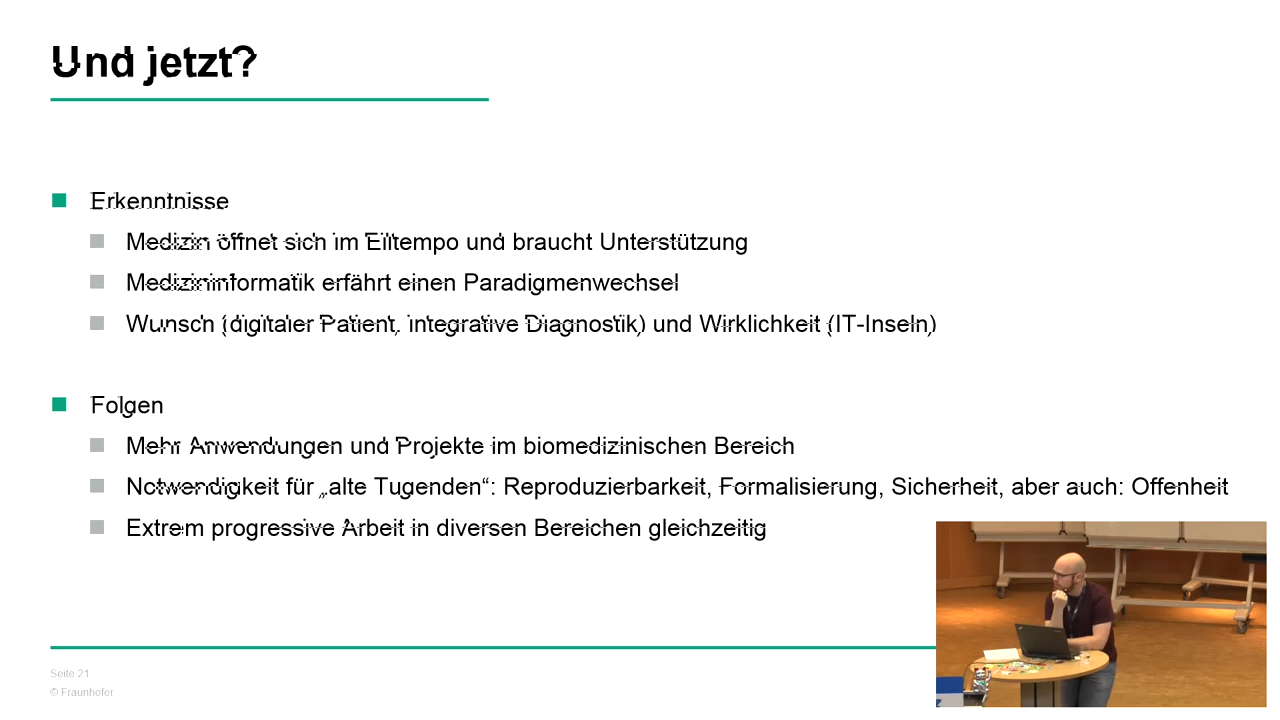 Und jetzt?
Erkenntnisse
Medizin öffnet sich im Eiltempo und braucht Unterstützung
Medizininformatik erfährt einen Paradigmenwechsel
Wunsch (digitaler Patient, integrative Diagnostik) und Wirklichkeit (IT-Inseln)
Folgen
Mehr Anwendungen und Projekte im biomedizinischen Bereich
Notwendigkeit für „alte Tugenden“: Reproduzierbarkeit, Formalisierung, Sicherheit, aber auch: Offenheit
Extrem progressive Arbeit in diversen Bereichen gleichzeitig
Seite 21
© Fraunhofer